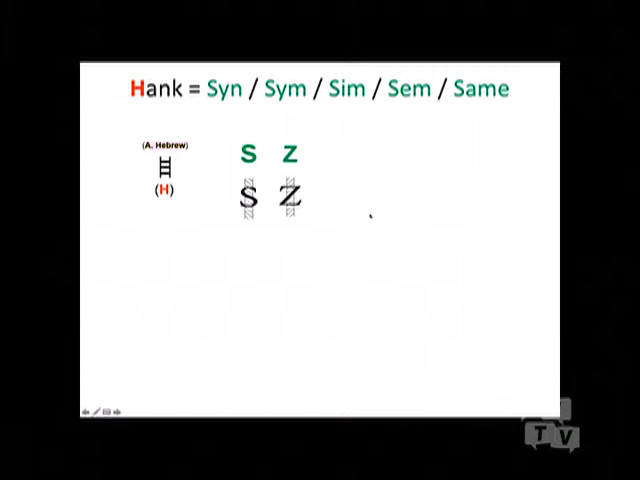 Hank = Syn / Sym / Sim / Sem / Same
(A. Hebrew)
(H)
S Z
S Z
TV